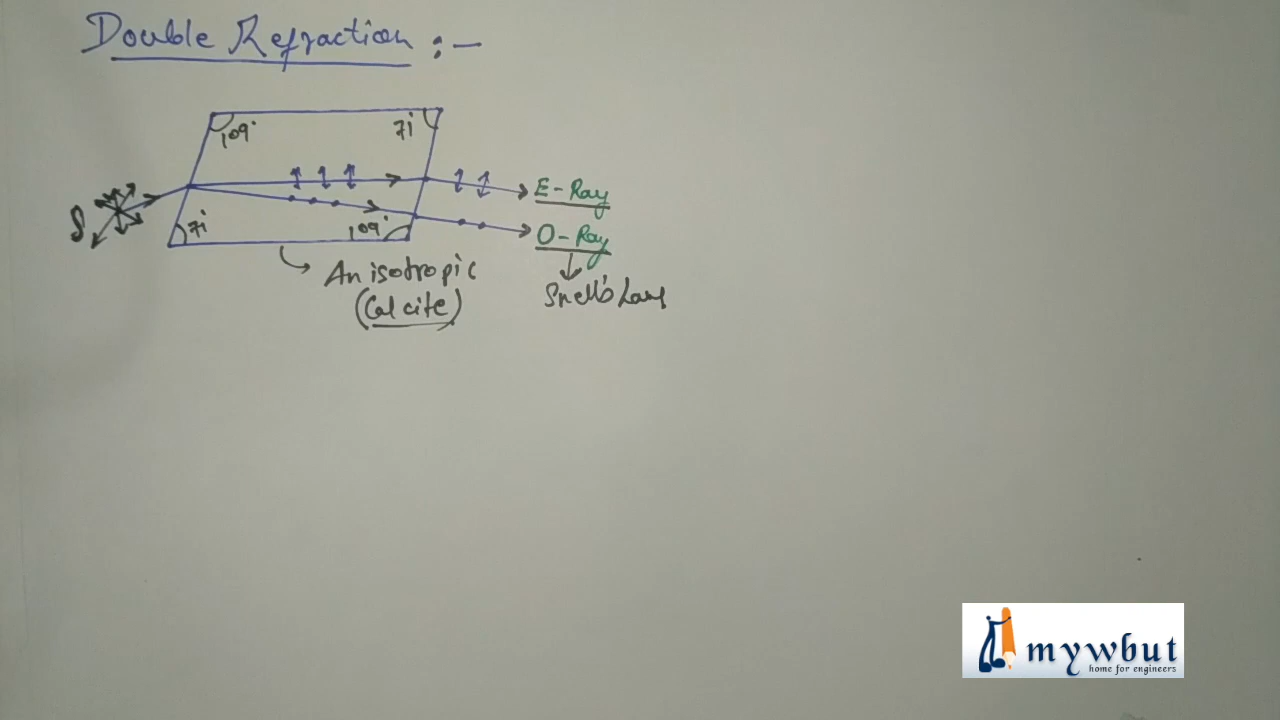 Double Refraction :-
109°
71°
E-Ray
S
71°
109°
O-Ray
Anisotropic
(Calcite)
Snell's Law
mywbut
home for engineers